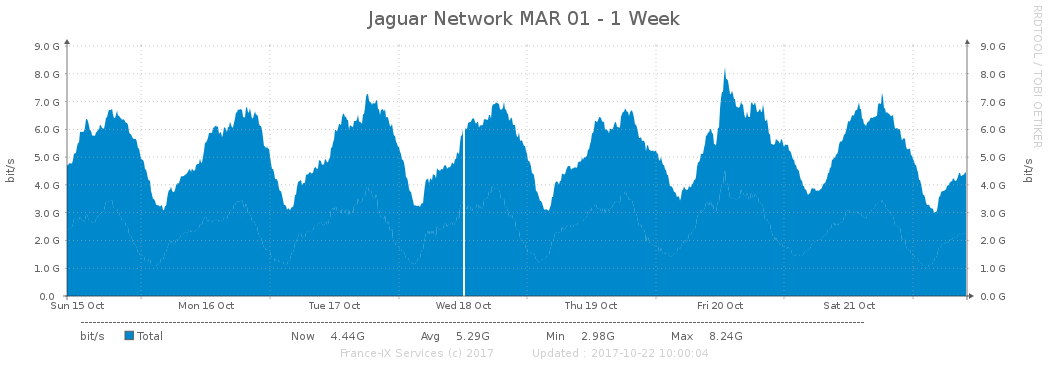 Jaguar Network MAR 01 - 1 Week
RRDTOOL / TOBI OETIKER
9.0 G 9.0 G
8.0 G 8.0 G
7.0 G 7.0 G
6.0 G 6.0 G
5.0 G 5.0 G
4.0 G 4.0 G
3.0 G 3.0 G
2.0 G 2.0 G
1.0 G 1.0 G
0.0 0.0 G
bit/s
bit/s
Sun 15 Oct Mon 16 Oct Tue 17 Oct Wed 18 Oct Thu 19 Oct Fri 20 Oct Sat 21 Oct
bit/s Total Now 4.44G Avg 5.29G Min 2.98G Max 8.24G
France-IX Services (c) 2017 Updated : 2017-10-22 10:00:04